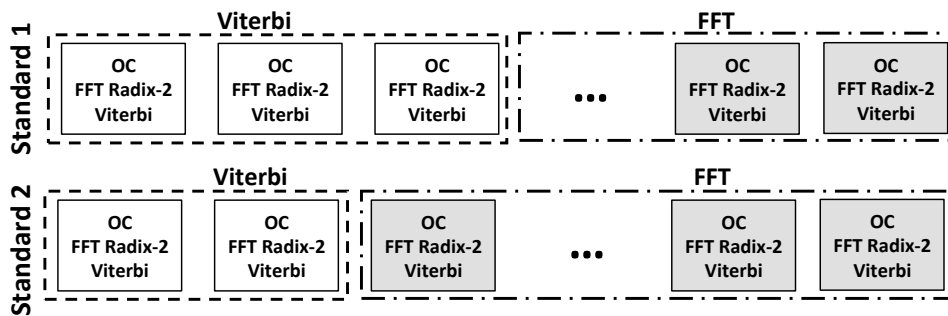 Viterbi
FFT
Standard 1
OC
FFT Radix-2
Viterbi
OC
FFT Radix-2
Viterbi
OC
FFT Radix-2
Viterbi
...
OC
FFT Radix-2
Viterbi
OC
FFT Radix-2
Viterbi
Viterbi
FFT
Standard 2
OC
FFT Radix-2
Viterbi
OC
FFT Radix-2
Viterbi
OC
FFT Radix-2
Viterbi
...
OC
FFT Radix-2
Viterbi
OC
FFT Radix-2
Viterbi